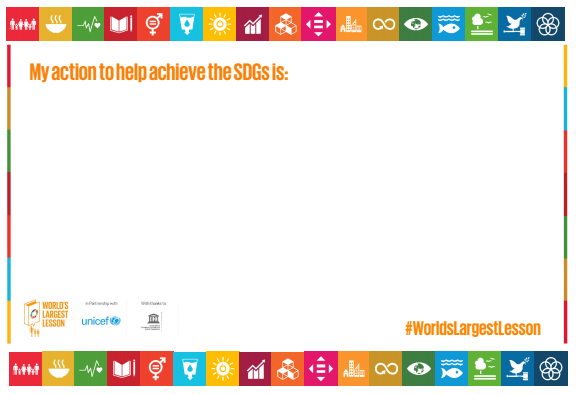 My action to help achieve the SDGs is:
WORLD'S
LARGEST
LESSON
In Partnership with
unicef
With thanks to
#WorldsLargestLesson